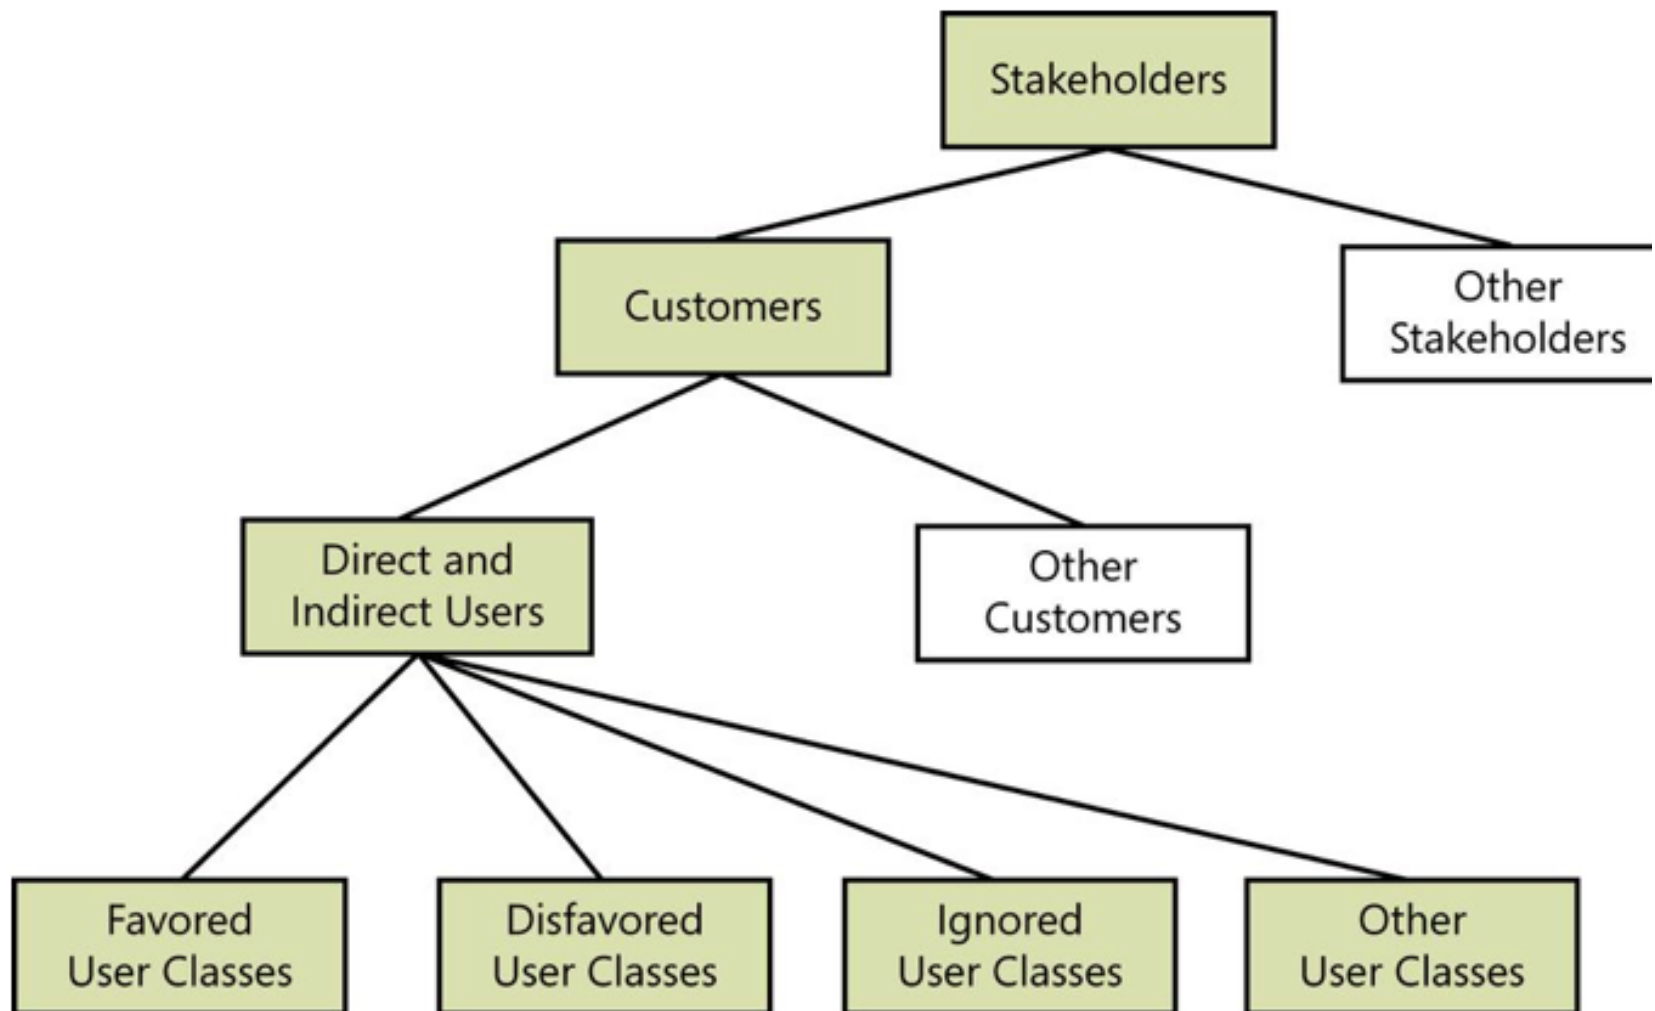 Stakeholders
Customers
Other
Stakeholders
Direct and
Indirect Users
Other
Customers
Favored
User Classes
Disfavored
User Classes
Ignored
User Classes
Other
User Classes